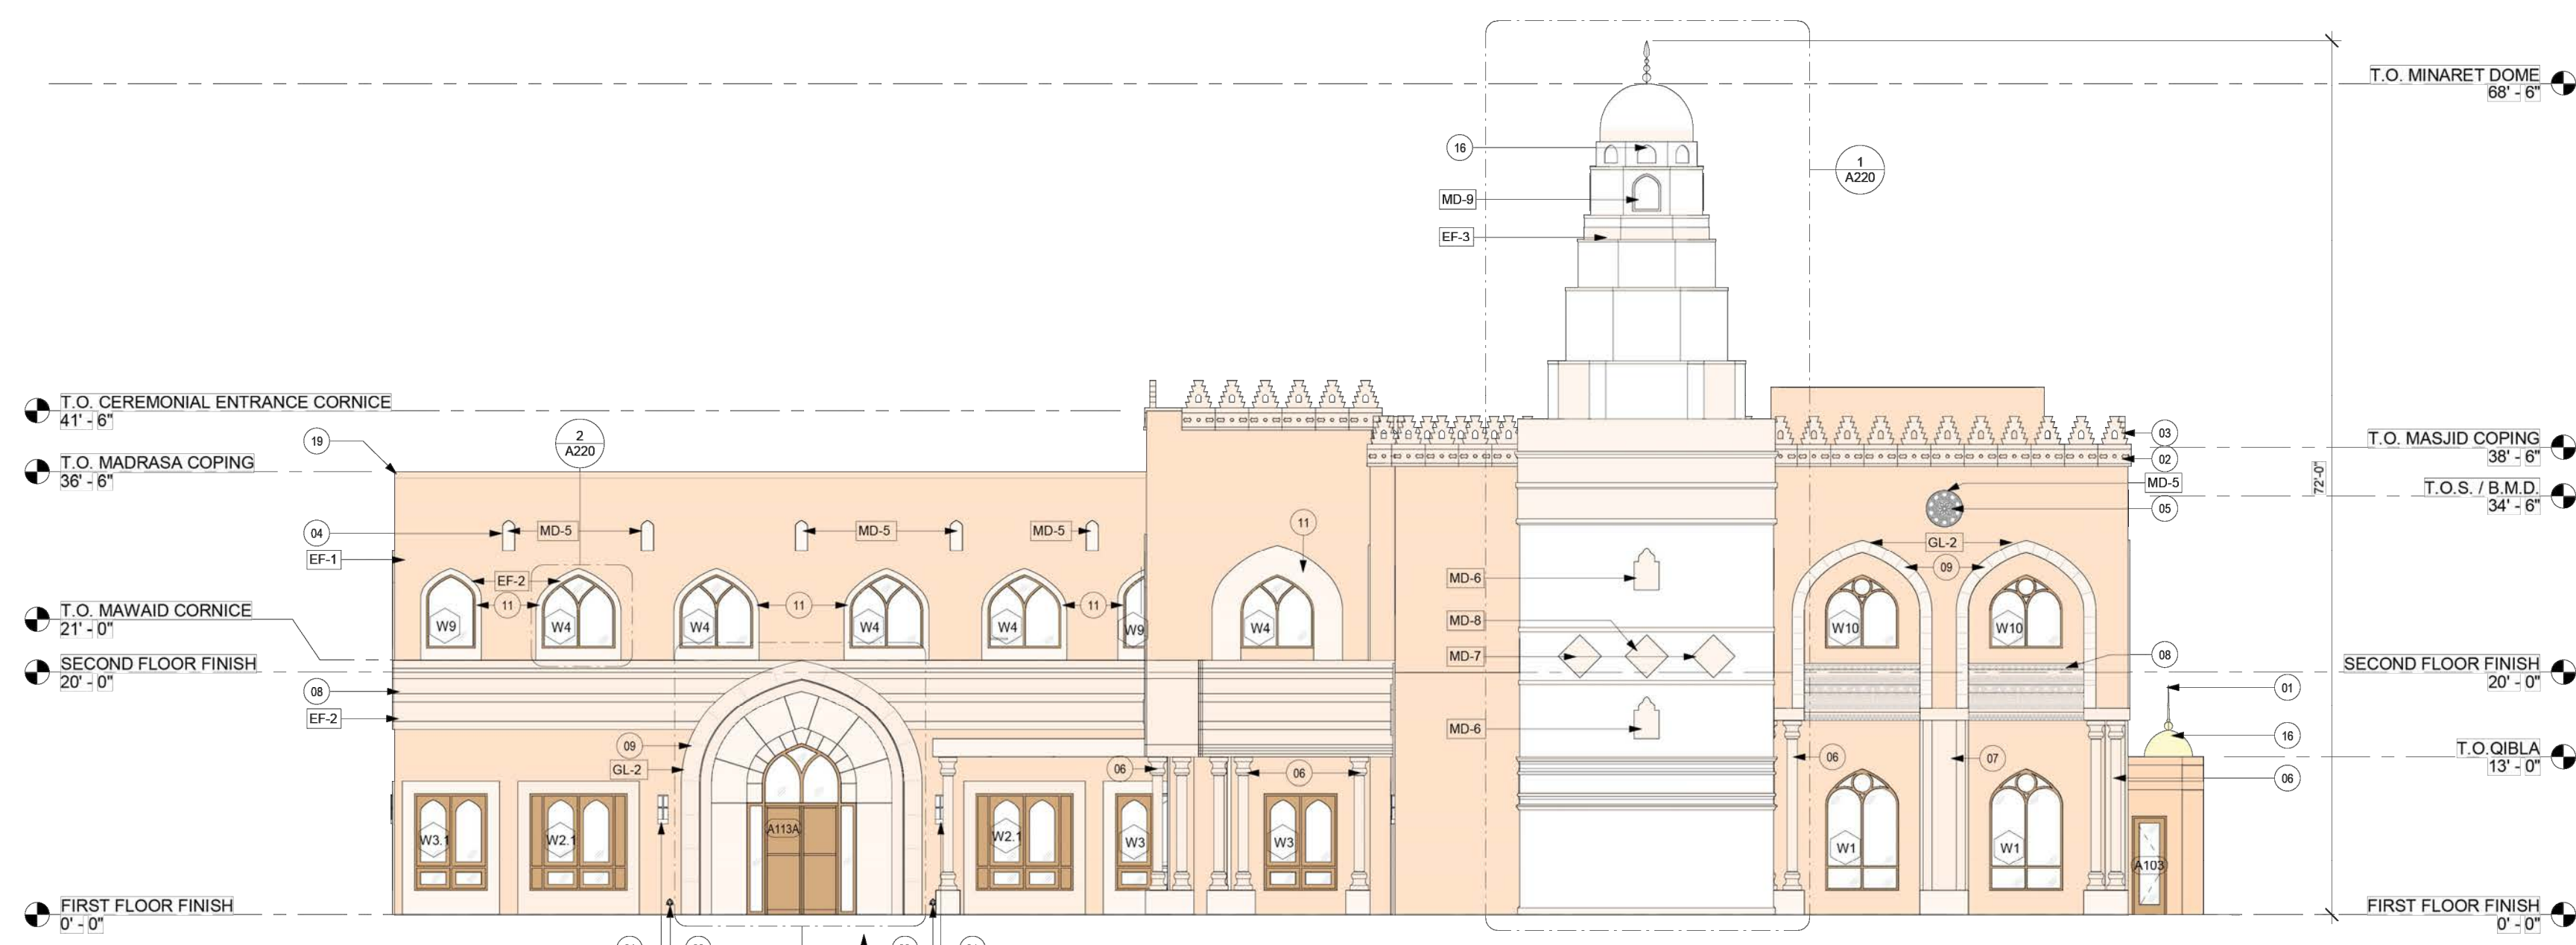 T.O. MINARET DOME
68' - 6"
16
1
A220
MD-9
EF-3
T.O. CEREMONIAL ENTRANCE CORNICE
41' - 6"
19
2
A220
03
T.O. MASJID COPING
38' - 6"
T.O. MADRASA COPING
36' - 6"
02
72'-0"
MD-5
T.O.S. / B.M.D.
34' - 6"
05
04
MD-5
MD-5
MD-5
11
EF-1
GL-2
EF-2
09
MD-6
11
11
11
T.O. MAWAID CORNICE
21' - 0"
W9
W4
W4
W4
W4
W9
W4
MD-8
W10
W10
MD-7
08
SECOND FLOOR FINISH
20' - 0"
SECOND FLOOR FINISH
20' - 0"
08
01
EF-2
MD-6
09
16
GL-2
06
06
06
07
T.O.QIBLA
13' - 0"
06
A113A
W3.1
W2.1
W2.1
W3
W3
W1
W1
A103
FIRST FLOOR FINISH
0' - 0"
FIRST FLOOR FINISH
0' - 0"